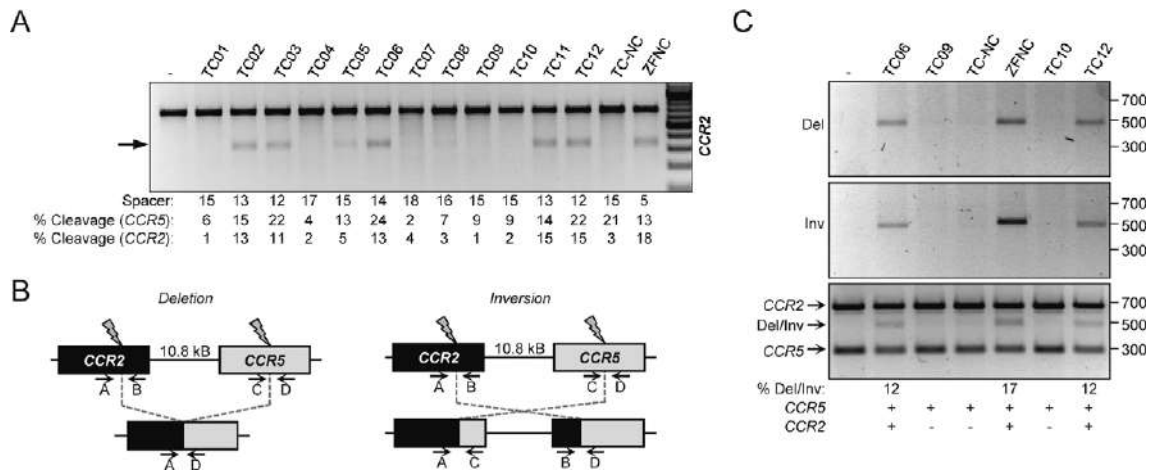 A
- TC01 TC02 TC03 TC04 TC05 TC06 TC07 TC08 TC09 TC10 TC11 TC12 TC-NC ZFNC
CCR2
Spacer: 15 13 12 17 15 14 18 16 15 15 13 12 15 5
% Cleavage (CCR5): 6 15 22 4 13 24 2 7 9 9 14 22 21 13
% Cleavage (CCR2): 1 13 11 2 5 13 4 3 1 2 15 15 3 18
B
Deletion
CCR2 10.8 kB CCR5
A B C D
A D
Inversion
CCR2 10.8 kB CCR5
A B C D
A C B D
C
- TC06 TC09 TC-NC ZFNC TC10 TC12
Del
700
500
300
Inv
700
500
300
CCR2 700
Del/Inv 500
CCR5 300
% Del/Inv: 12 17 12
CCR5 + + + + + +
CCR2 + - - + - +